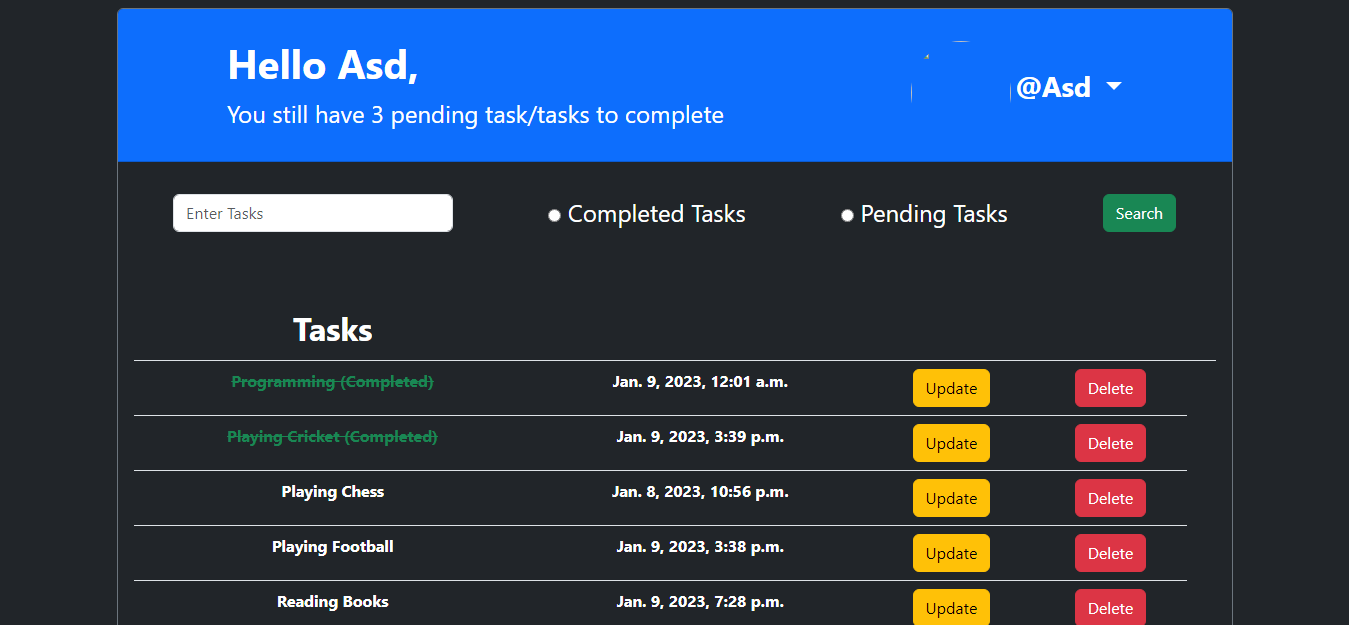 Hello Asd,
@Asd
You still have 3 pending task/tasks to complete
Enter Tasks Completed Tasks Pending Tasks Search
Tasks
Programming (Completed) Jan. 9, 2023, 12:01 a.m. Update Delete
Playing Cricket (Completed) Jan. 9, 2023, 3:39 p.m. Update Delete
Playing Chess Jan. 8, 2023, 10:56 p.m. Update Delete
Playing Football Jan. 9, 2023, 3:38 p.m. Update Delete
Reading Books Jan. 9, 2023, 7:28 p.m. Update Delete